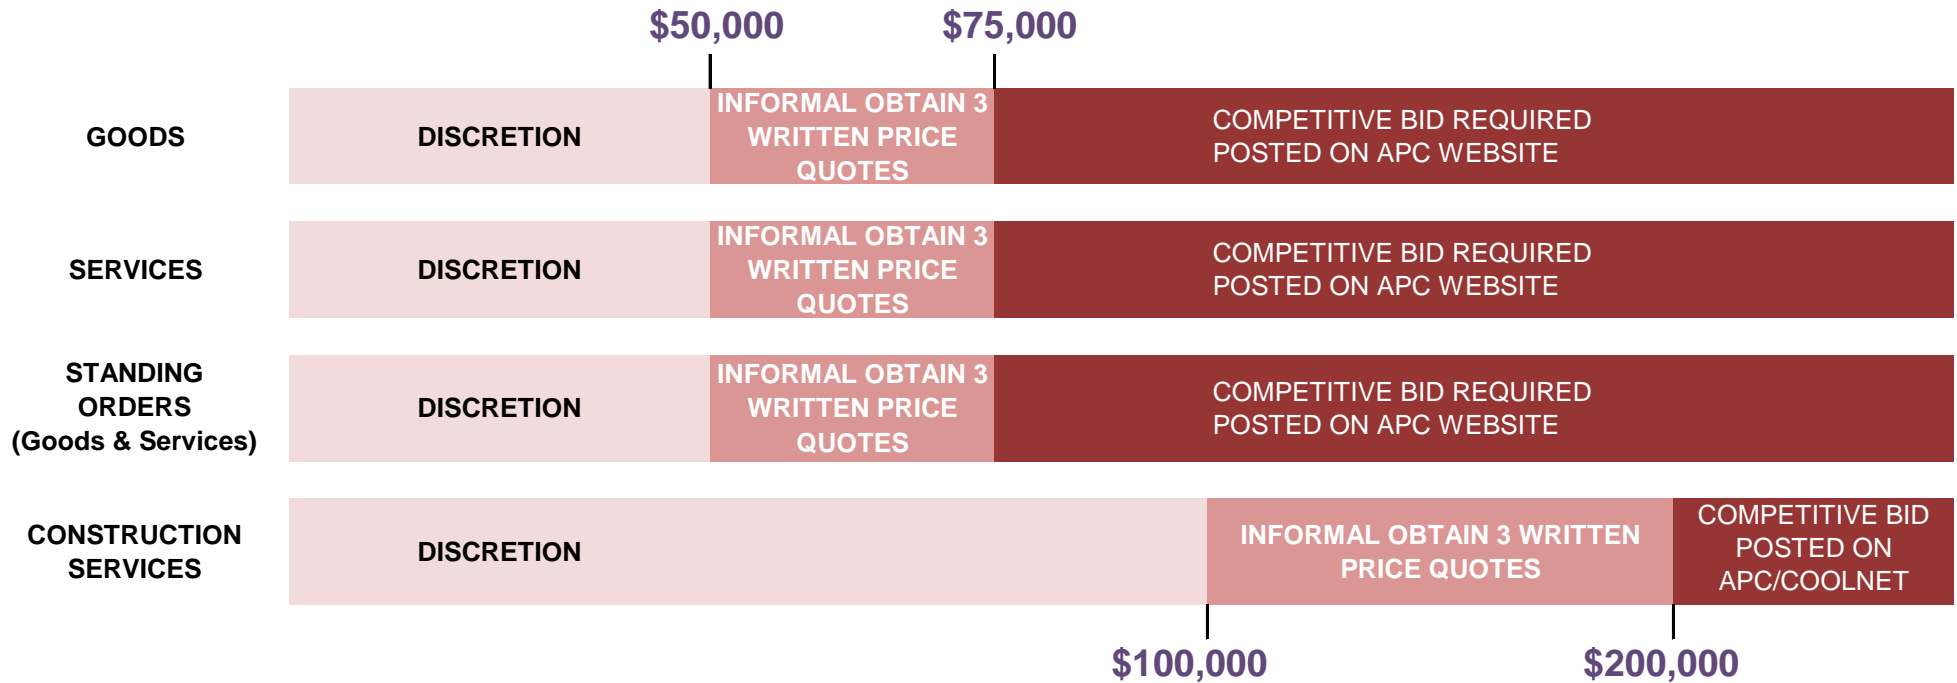 $50,000
$75,000
GOODS
DISCRETION
INFORMAL OBTAIN 3
WRITTEN PRICE
QUOTES
COMPETITIVE BID REQUIRED
POSTED ON APC WEBSITE
SERVICES
DISCRETION
INFORMAL OBTAIN 3
WRITTEN PRICE
QUOTES
COMPETITIVE BID REQUIRED
POSTED ON APC WEBSITE
STANDING
ORDERS
(Goods & Services)
DISCRETION
INFORMAL OBTAIN 3
WRITTEN PRICE
QUOTES
COMPETITIVE BID REQUIRED
POSTED ON APC WEBSITE
CONSTRUCTION
SERVICES
DISCRETION
INFORMAL OBTAIN 3 WRITTEN
PRICE QUOTES
COMPETITIVE BID
POSTED ON
APC/COOLNET
$100,000
$200,000